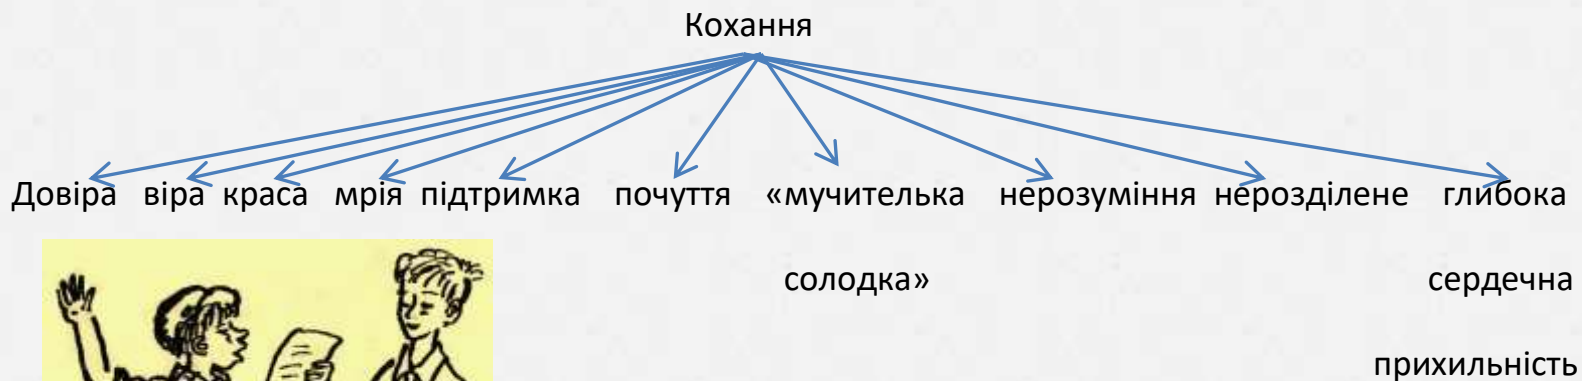 Кохання
Довіра віра краса мрія підтримка почуття «мучителька нерозуміння нерозділене глибока
солодка» сердечна
прихильність